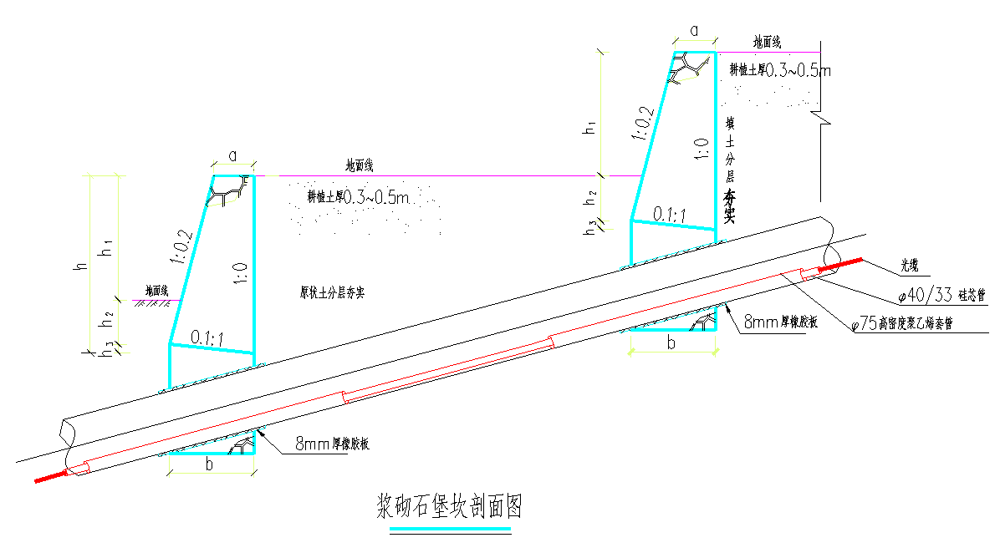 a
地面线
耕植土厚0.3~0.5m
h1
1:0.2
1:0
填土分层夯实
a
地面线
耕植土厚0.3~0.5m
h2
0.1:1
h3
h
h1
1:0.2
1:0
地面线
原状土分层夯实
光缆
φ40/33 硅芯管
h2
8mm厚橡胶板
φ75高密度聚乙烯套管
h3
0.1:1
b
8mm厚橡胶板
b
浆砌石堡坎剖面图